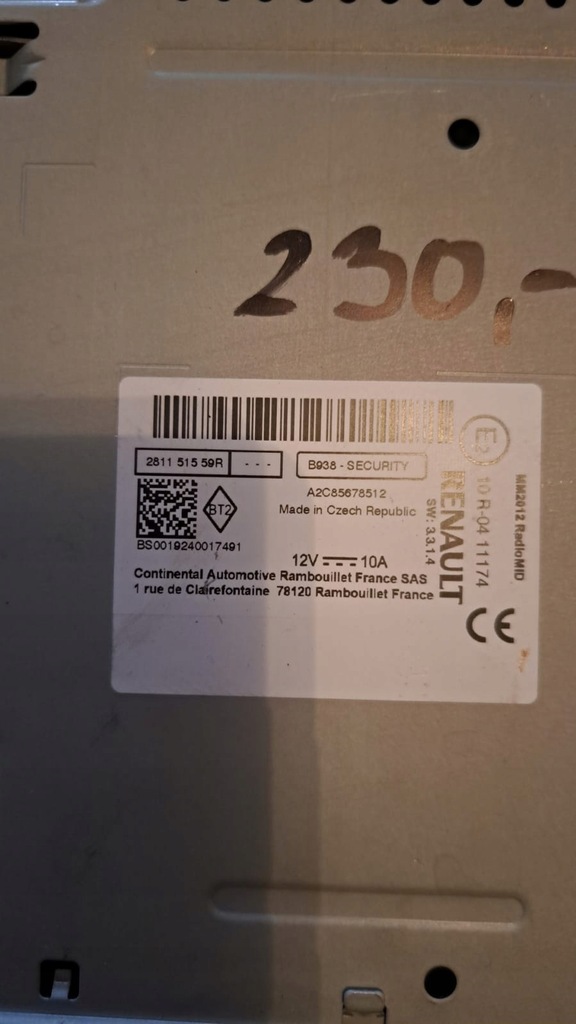 230,-
2811 515 59R
- - -
B938 - SECURITY
A2C85678512
Made in Czech Republic
BT2
BS0019240017491
12V 10A
Continental Automotive Rambouillet France SAS
1 rue de Clairefontaine 78120 Rambouillet France
SW: 3.3.1.4
RENAULT
E2
10 R-04 11174
CE
MM2012 RadioMID